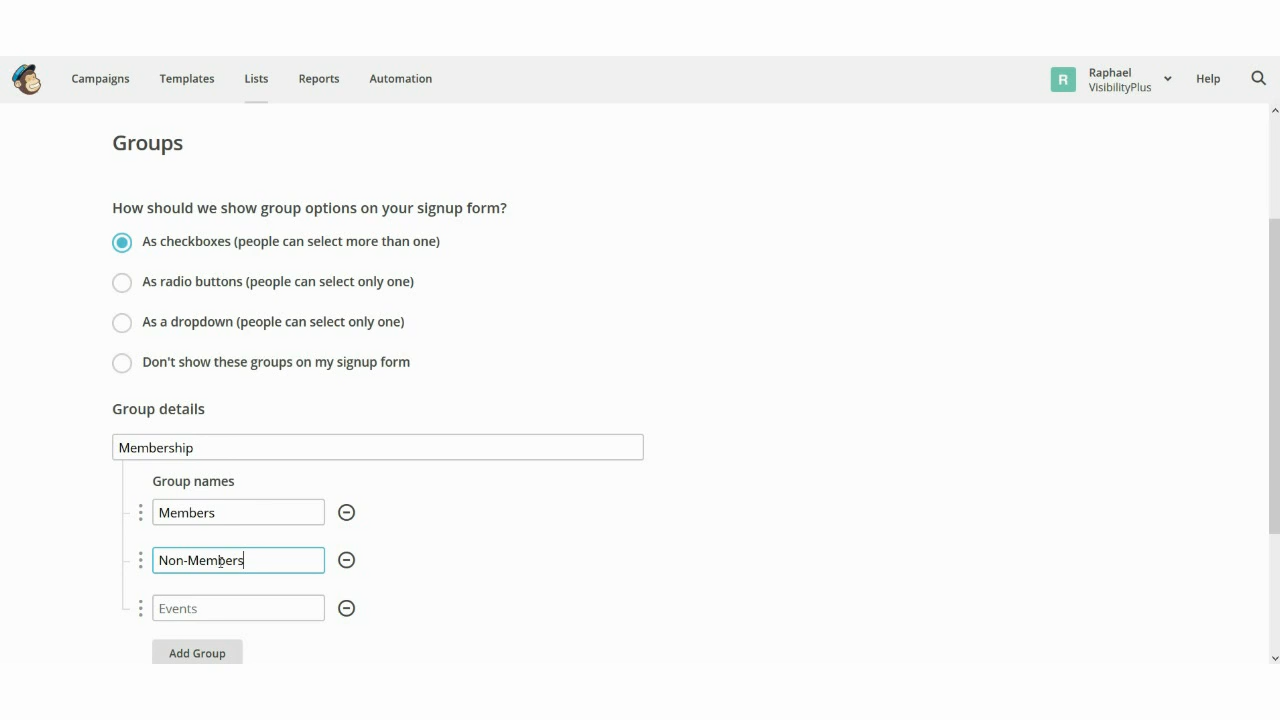 Campaigns Templates Lists Reports Automation R Raphael Help
VisibilityPlus
Groups
How should we show group options on your signup form?
As checkboxes (people can select more than one)
As radio buttons (people can select only one)
As a dropdown (people can select only one)
Don't show these groups on my signup form
Group details
Membership
Group names
Members
Non-Members
Events
Add Group